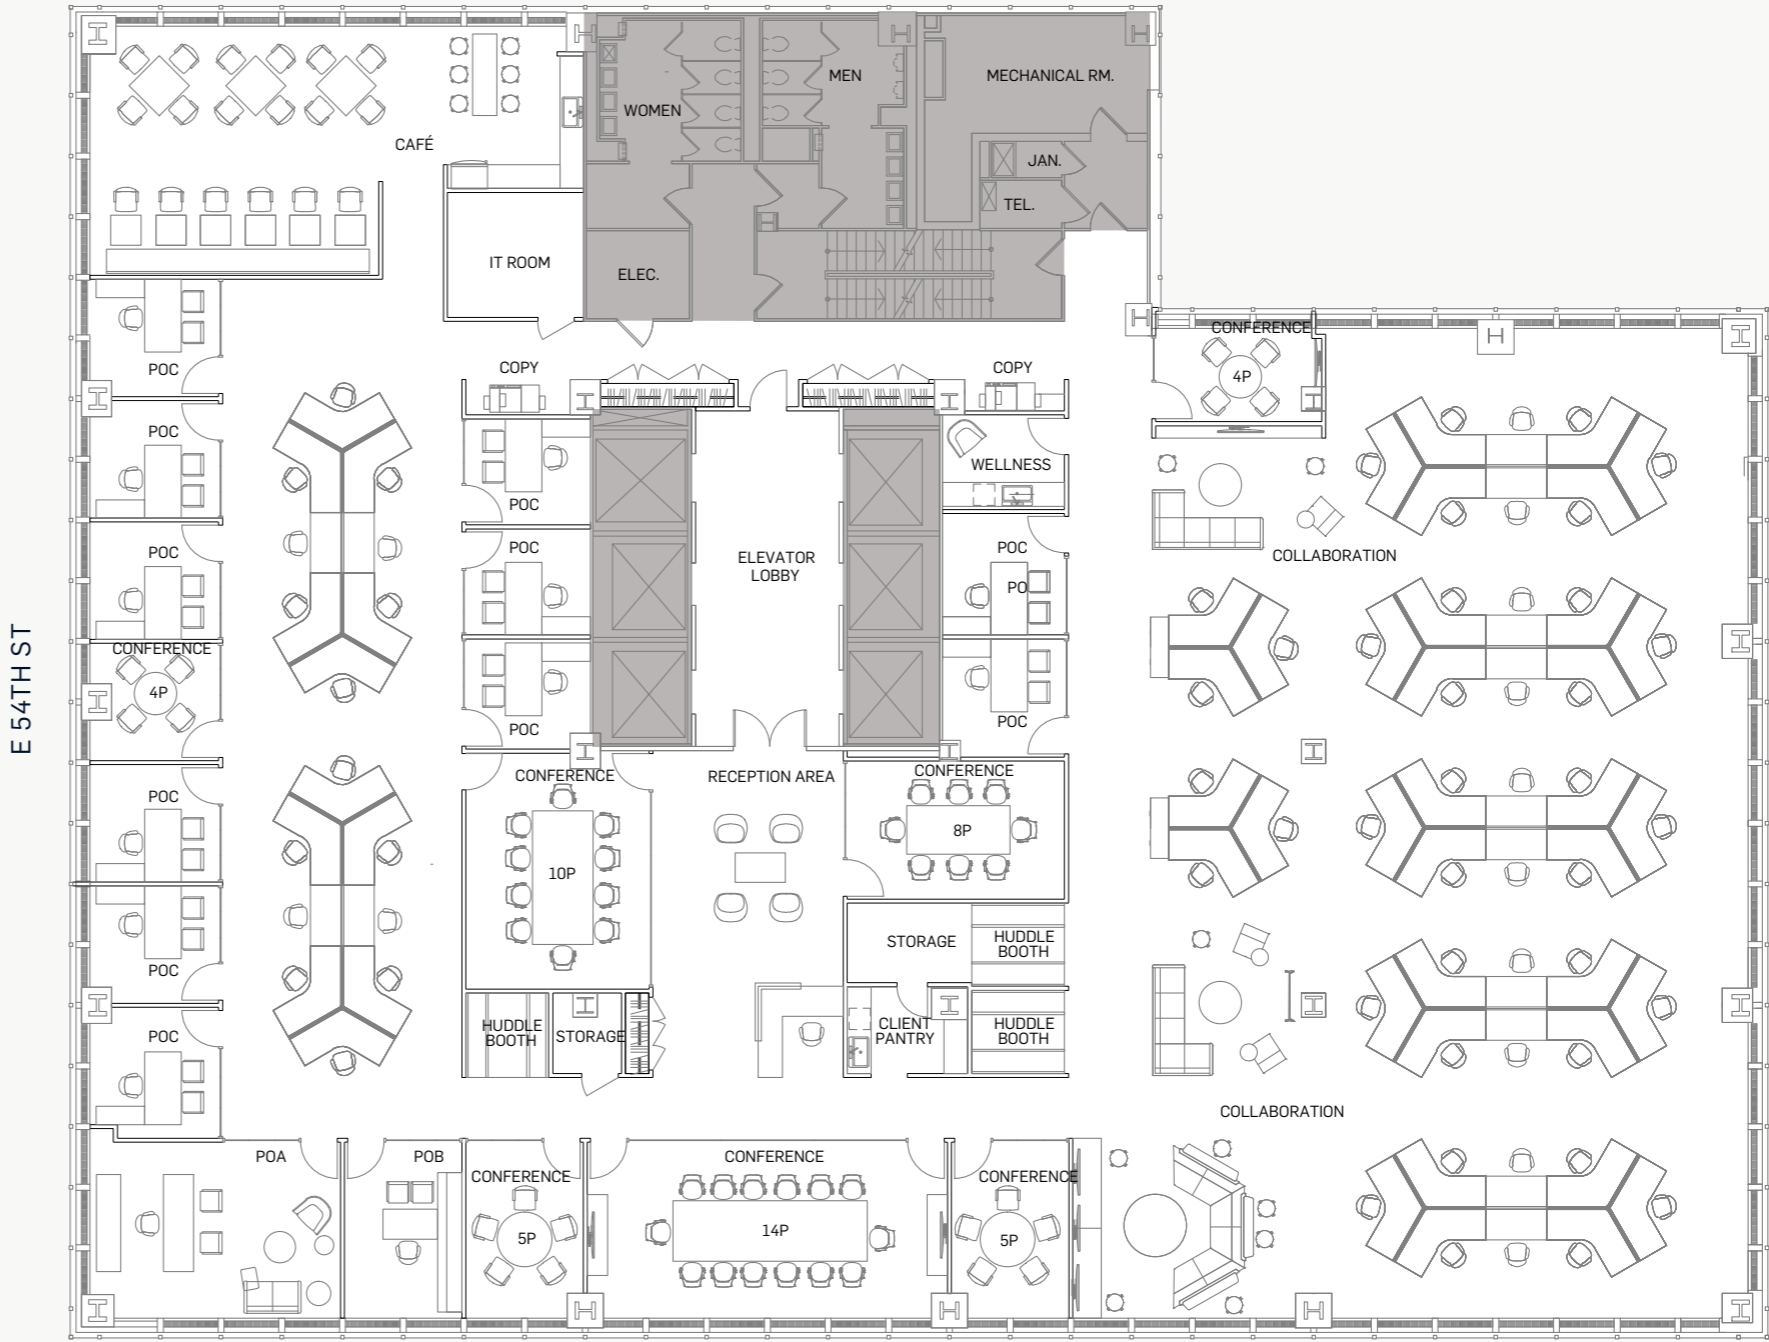 MEN
MECHANICAL RM.
WOMEN
CAFÉ
JAN.
TEL.
IT ROOM
ELEC.
CONFERENCE
4P
POC
COPY
COPY
POC
WELLNESS
POC
POC
POC
POC
COLLABORATION
ELEVATOR
LOBBY
PO
E 54TH ST
CONFERENCE
4P
POC
POC
CONFERENCE
RECEPTION AREA
CONFERENCE
POC
8P
10P
STORAGE
HUDDLE
BOOTH
POC
HUDDLE
BOOTH
STORAGE
CLIENT
PANTRY
HUDDLE
BOOTH
POC
COLLABORATION
POA
POB
CONFERENCE
CONFERENCE
CONFERENCE
5P
14P
5P